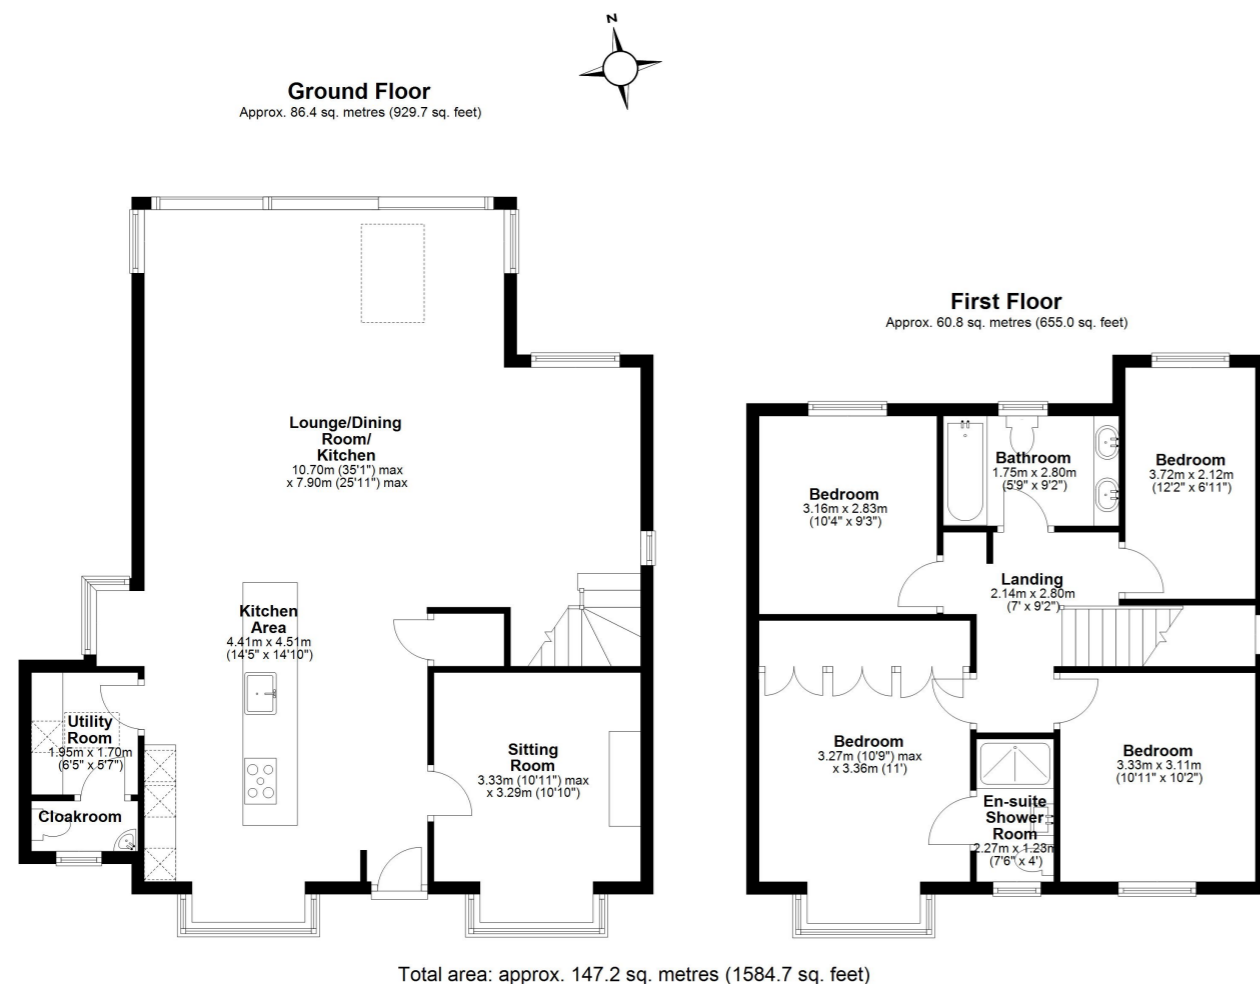 N
Ground Floor
Approx. 86.4 sq. metres (929.7 sq. feet)
Lounge/Dining
Room/
Kitchen
10.70m (35'1") max
x 7.90m (25'11") max
Kitchen
Area
4.41m x 4.51m
(14'5" x 14'10")
Utility
Room
1.95m x 1.70m
(6'5" x 5'7")
Cloakroom
Sitting
Room
3.33m (10'11") max
x 3.29m (10'10")
First Floor
Approx. 60.8 sq. metres (655.0 sq. feet)
Bedroom
3.16m x 2.83m
(10'4" x 9'3")
Bathroom
1.75m x 2.80m
(5'9" x 9'2")
Bedroom
3.72m x 2.12m
(12'2" x 6'11")
Landing
2.14m x 2.80m
(7' x 9'2")
Bedroom
3.27m (10'9") max
x 3.36m (11')
En-suite
Shower
Room
2.27m x 1.23m
(7'6" x 4')
Bedroom
3.33m x 3.11m
(10'11" x 10'2")
Total area: approx. 147.2 sq. metres (1584.7 sq. feet)